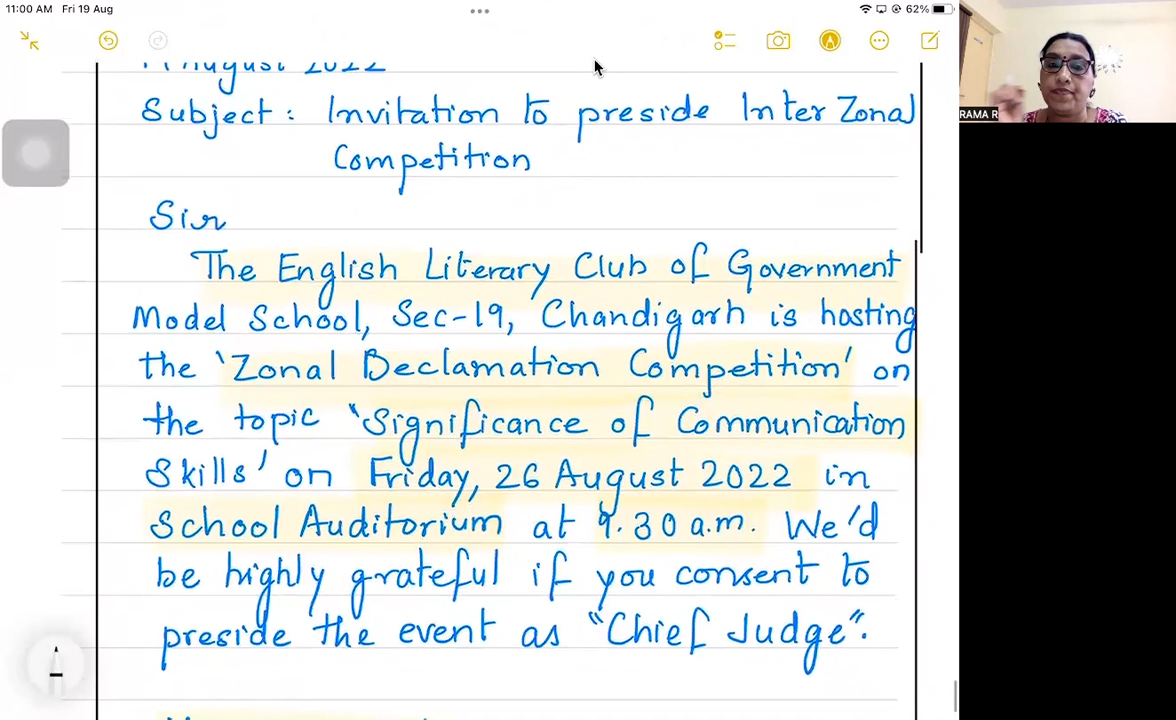 11:00 AM Fri 19 Aug
62%
August 2022
Subject : Invitation to preside Inter Zonal
Competition
RAMA R
Sir
The English Literary Club of Government
Model School, Sec-19, Chandigarh is hosting
the 'Zonal Declamation Competition' on
the topic "Significance of Communication
Skills' on Friday, 26 August 2022 in
School Auditorium at 9.30 a.m. We'd
be highly grateful if you consent to
preside the event as "Chief Judge".